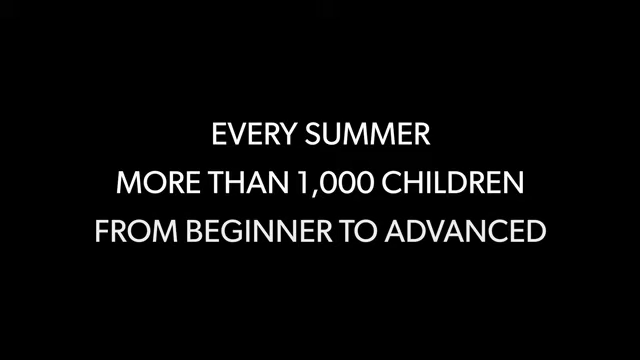 EVERY SUMMER
MORE THAN 1,000 CHILDREN
FROM BEGINNER TO ADVANCED